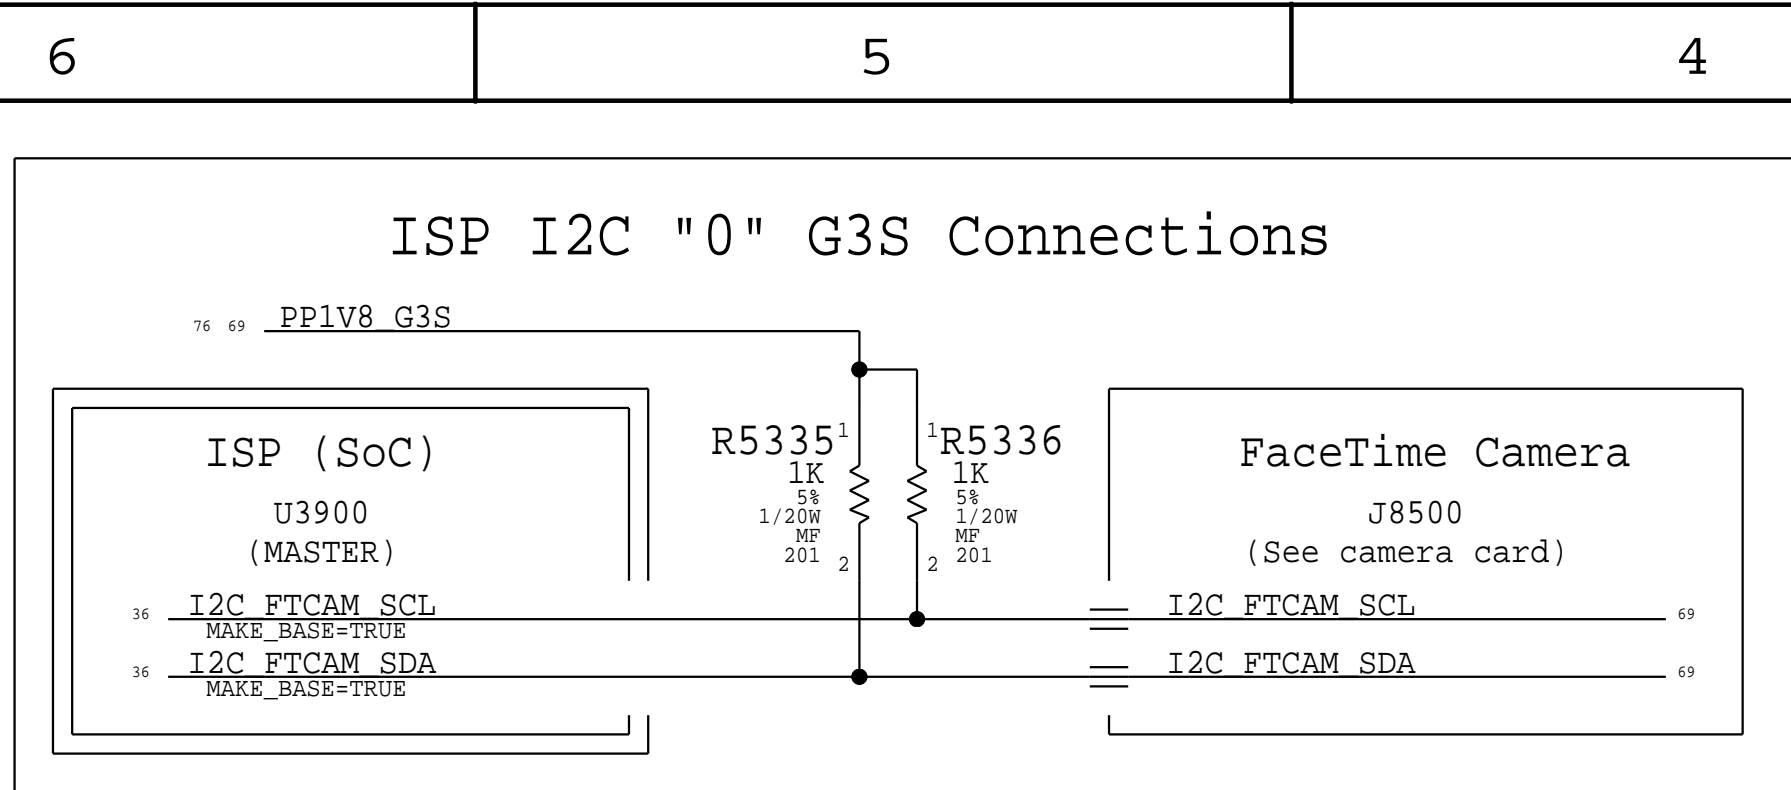 6 5 4
ISP I2C "0" G3S Connections
76 69 PP1V8_G3S
ISP (SoC)
U3900
(MASTER)
R5335 1
1K
5%
1/20W
MF
201 2
1 R5336
1K
5%
1/20W
MF
2 201
FaceTime Camera
J8500
(See camera card)
36 I2C_FTCAM_SCL
MAKE_BASE=TRUE
I2C_FTCAM_SCL 69
36 I2C_FTCAM_SDA
MAKE_BASE=TRUE
I2C_FTCAM_SDA 69